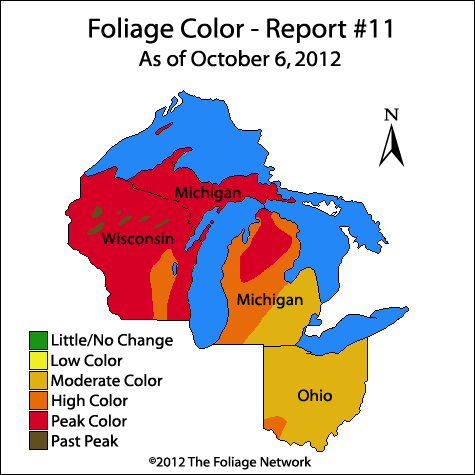 Foliage Color - Report #11
As of October 6, 2012
N
Michigan
Wisconsin
Michigan
Little/No Change
Low Color
Moderate Color
High Color
Peak Color
Past Peak
Ohio
©2012 The Foliage Network